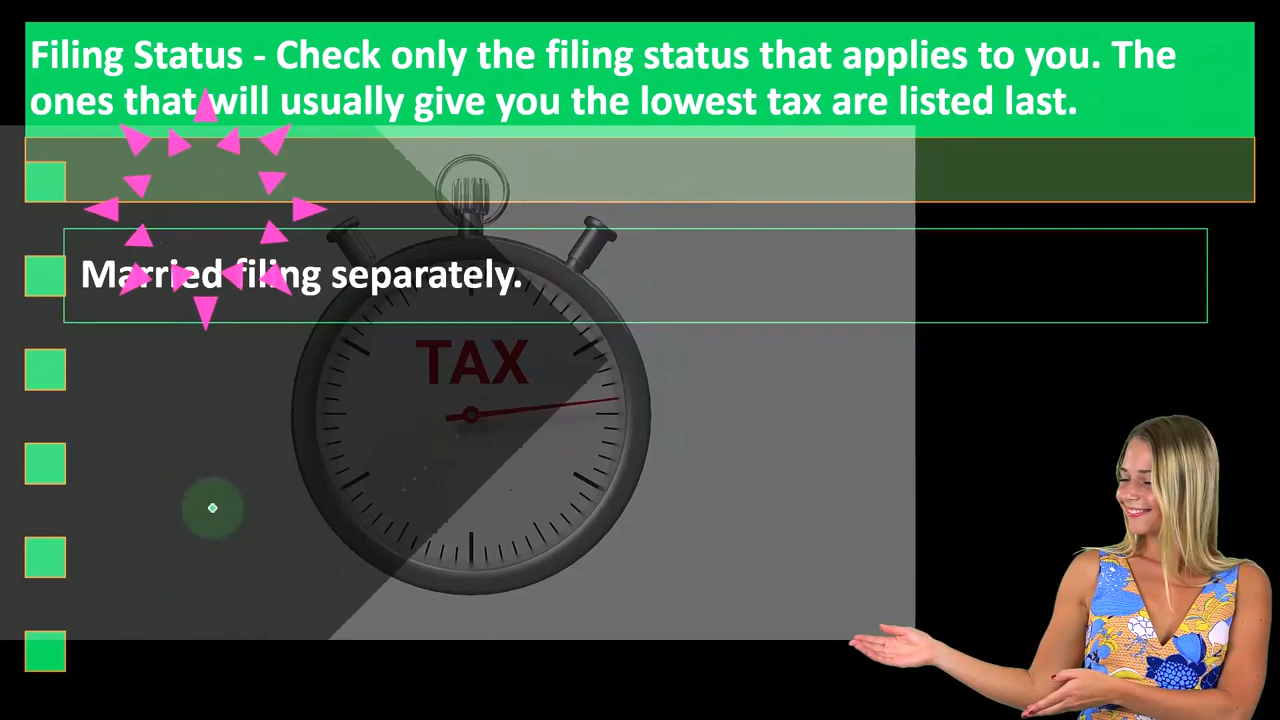 Filing Status - Check only the filing status that applies to you. The
ones that will usually give you the lowest tax are listed last.
Married filing separately.
TAX